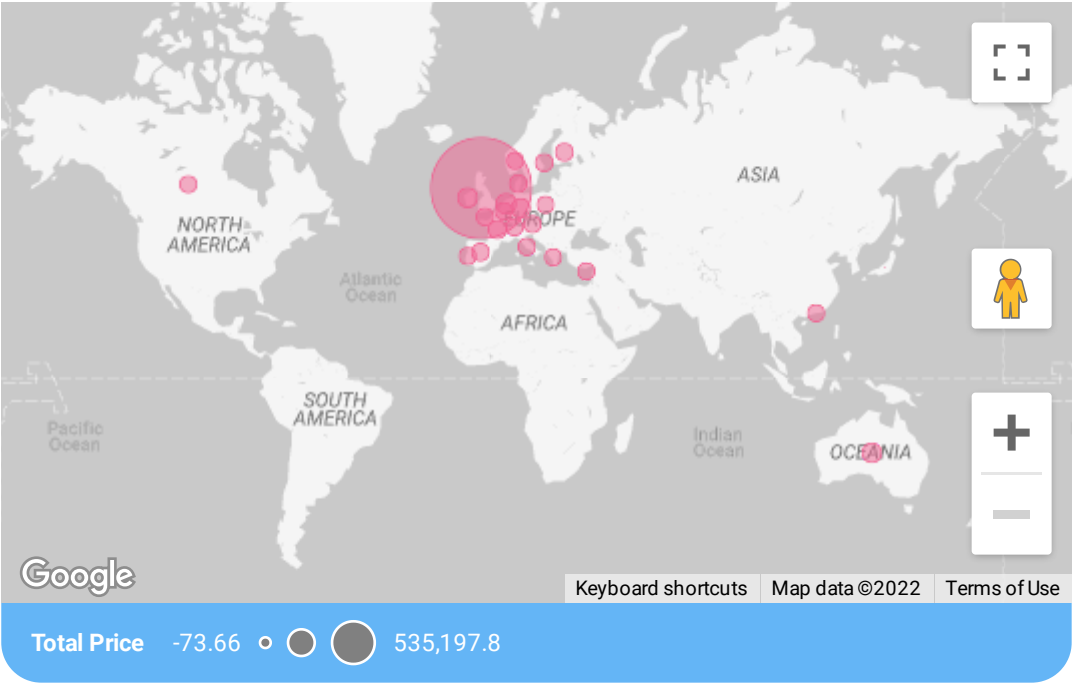 ASIA
NORTH
AMERICA
EUROPE
Atlantic
Ocean
AFRICA
SOUTH
AMERICA
Pacific
Ocean
Indian
Ocean
OCEANIA
Google
Keyboard shortcuts
Map data ©2022
Terms of Use
Total Price -73.66 535,197.8